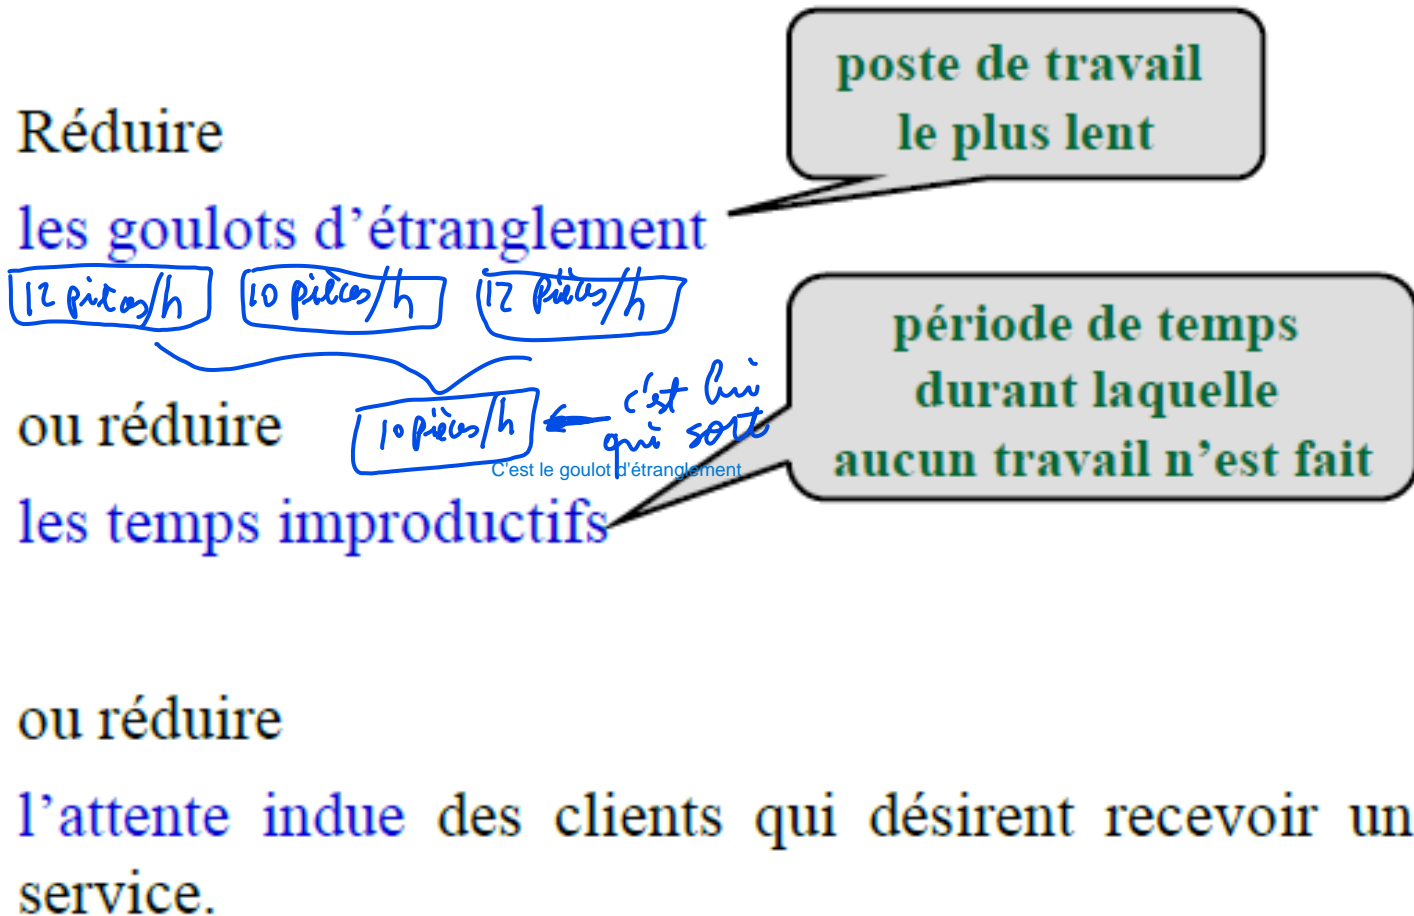 poste de travail
le plus lent
Réduire
les goulots d'étranglement
12 pièces/h 10 pièces/h 12 pièces/h
période de temps
durant laquelle
aucun travail n'est fait
ou réduire
10 pièces/h
c'est lui
qui sort
C'est le goulot d'étranglement
les temps improductifs
ou réduire
l'attente indue des clients qui désirent recevoir un
service.